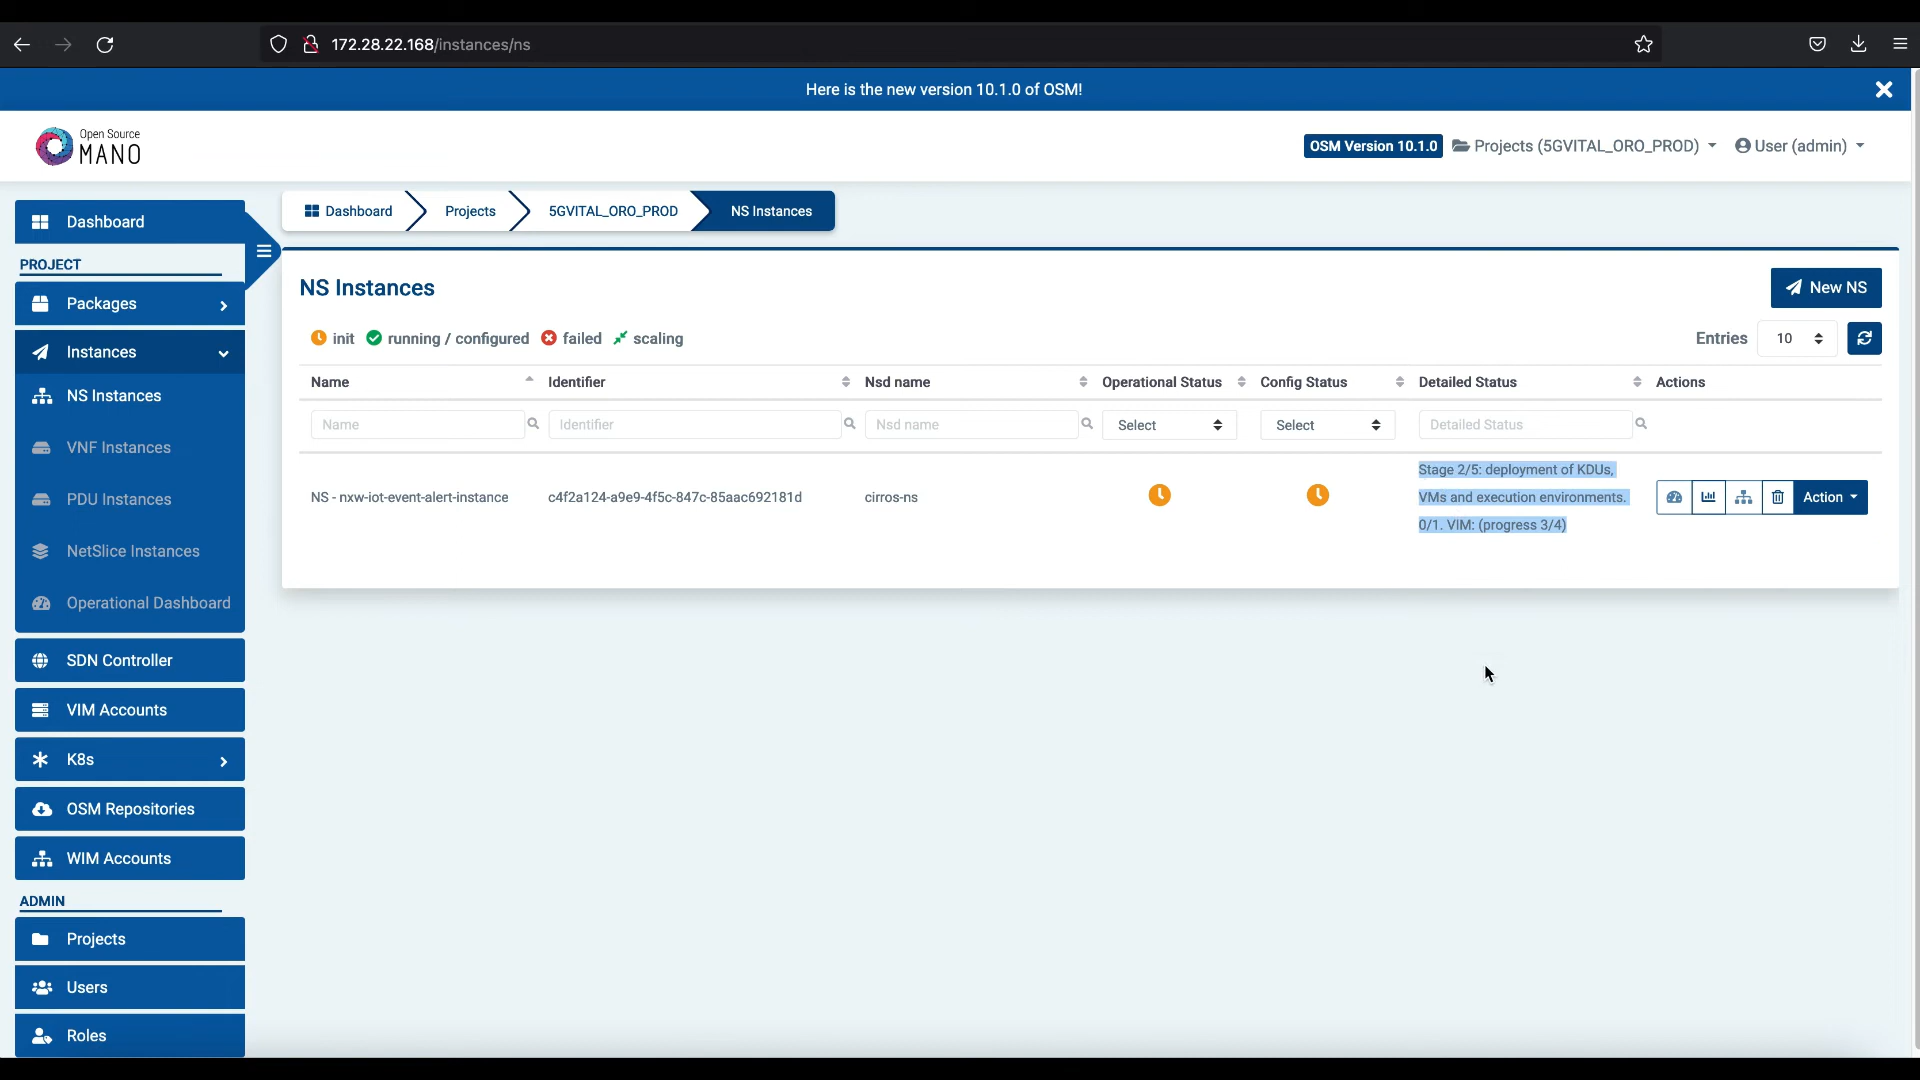 172.28.22.168/instances/ns
Here is the new version 10.1.0 of OSM!
Open Source
MANO
OSM Version 10.1.0
Projects (5GVITAL_ORO_PROD)
User (admin)
Dashboard
PROJECT
Packages
Instances
NS Instances
VNF Instances
PDU Instances
NetSlice Instances
Operational Dashboard
SDN Controller
VIM Accounts
K8s
OSM Repositories
WIM Accounts
ADMIN
Projects
Users
Roles
Dashboard Projects 5GVITAL_ORO_PROD NS Instances
NS Instances
New NS
init running / configured failed scaling
Entries 10
Name Identifier Nsd name Operational Status Config Status Detailed Status Actions
Name Identifier Nsd name Select Select Detailed Status
NS - nxw-iot-event-alert-instance c4f2a124-a9e9-4f5c-847c-85aac692181d cirros-ns
Stage 2/5: deployment of KDUs,
VMs and execution environments.
0/1. VIM: (progress 3/4)
Action